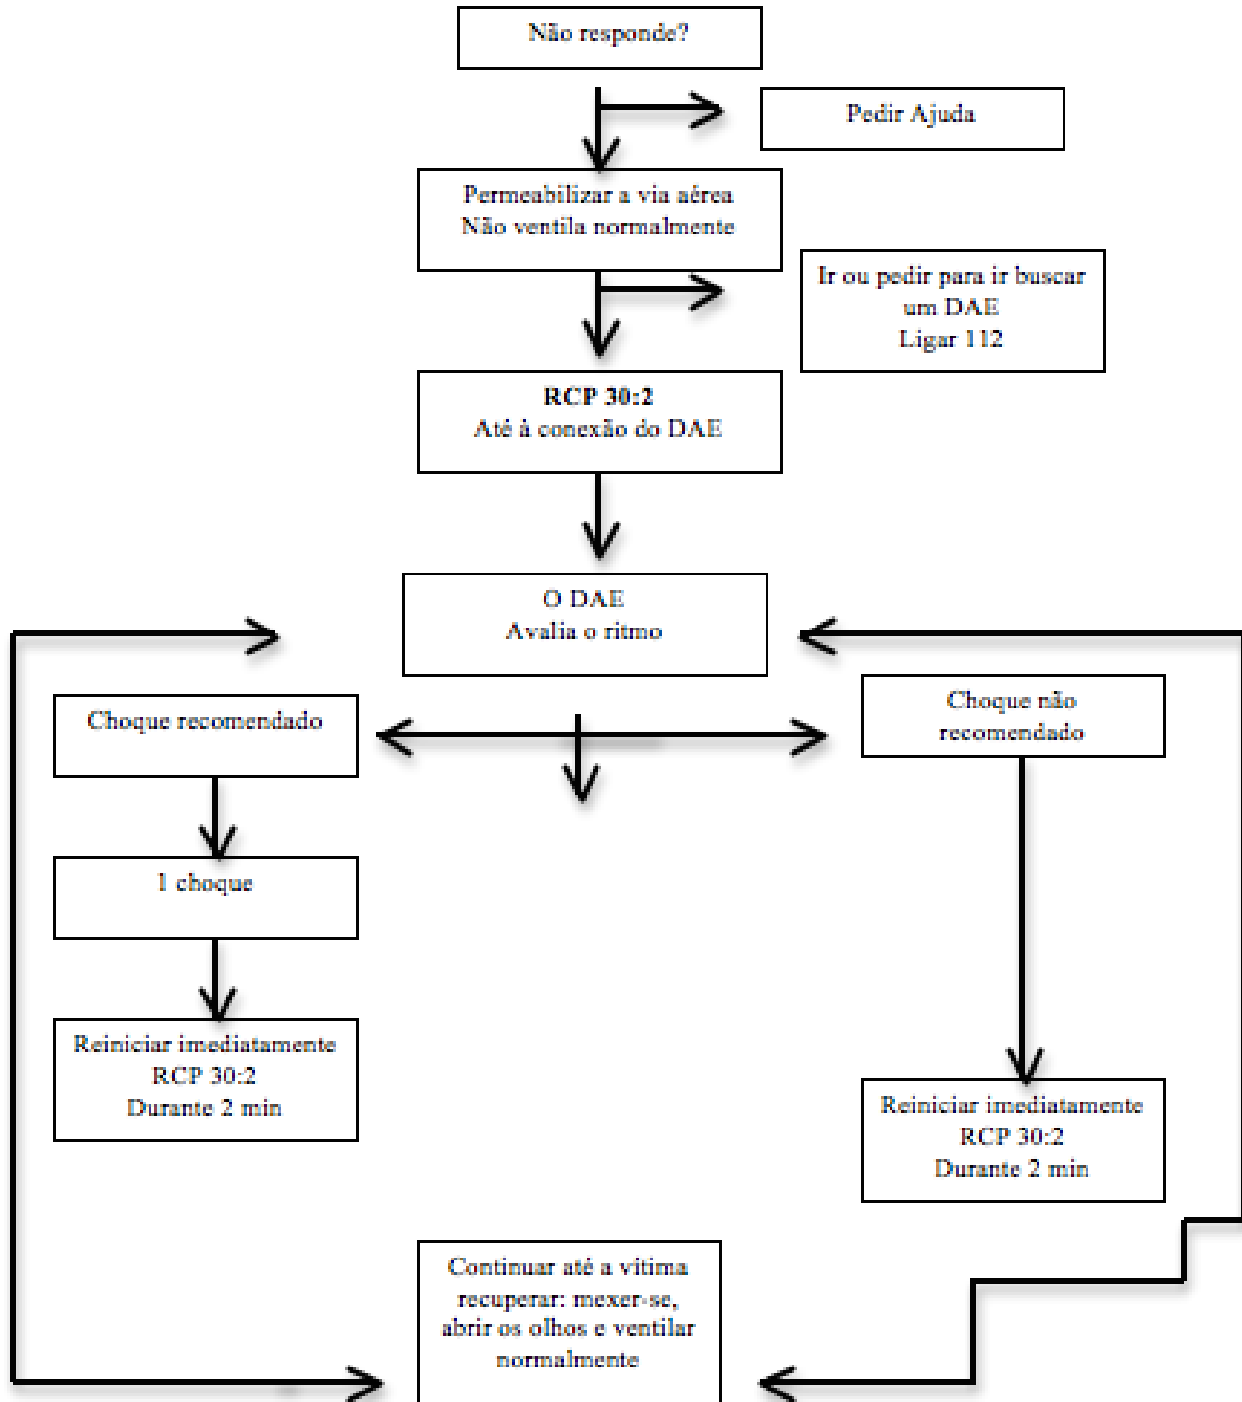 Não responde?
Pedir Ajuda
Permeabilizar a via aérea
Não ventila normalmente
Ir ou pedir para ir buscar
um DAE
Ligar 112
RCP 30:2
Até à conexão do DAE
O DAE
Avalia o ritmo
Choque recomendado
Choque não
recomendado
1 choque
Reiniciar imediatamente
RCP 30:2
Durante 2 min
Reiniciar imediatamente
RCP 30:2
Durante 2 min
Continuar até a vitima
recuperar: mexer-se,
abrir os olhos e ventilar
normalmente